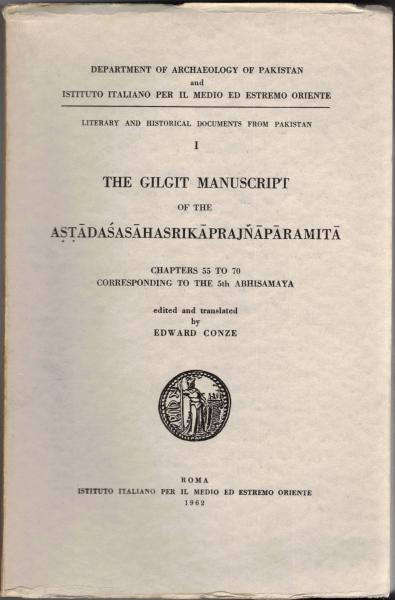 DEPARTMENT OF ARCHAEOLOGY OF PAKISTAN
and
ISTITUTO ITALIANO PER IL MEDIO ED ESTREMO ORIENTE
LITERARY AND HISTORICAL DOCUMENTS FROM PAKISTAN
I
THE GILGIT MANUSCRIPT
OF THE
AṢṬĀDAŚASĀHASRIKĀPRAJÑĀPĀRAMITĀ
CHAPTERS 55 TO 70
CORRESPONDING TO THE 5th ABHISAMAYA
edited and translated
by
EDWARD CONZE
ROMA
ISTITUTO ITALIANO PER IL MEDIO ED ESTREMO ORIENTE
1962